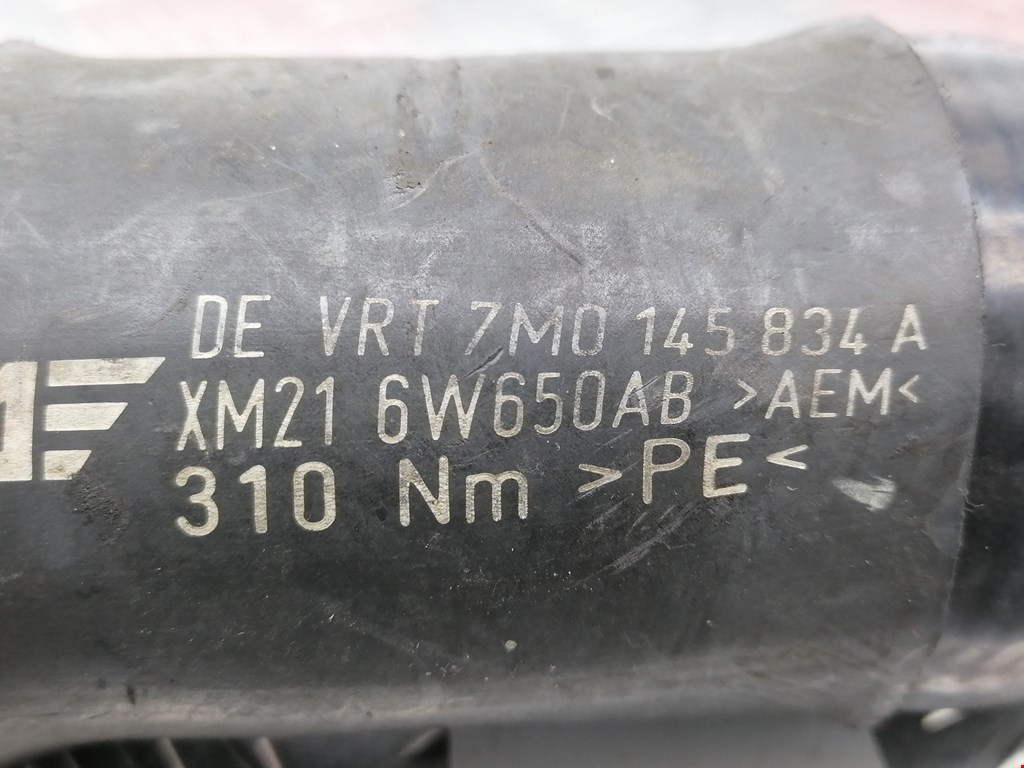 DE VRT 7M0 145 834 A
XM21 6W650AB >AEM<
310 Nm >PE<